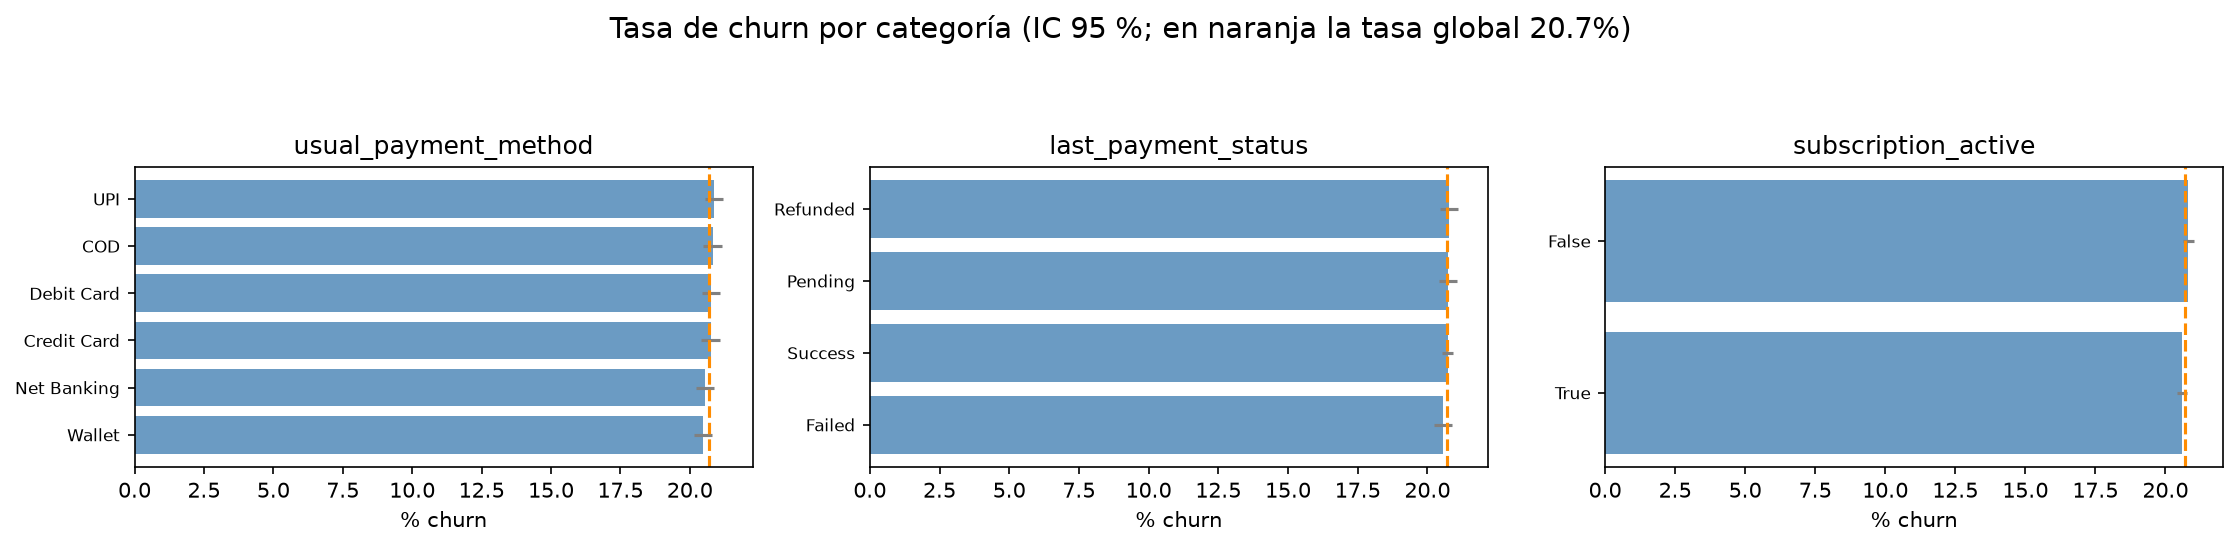 Tasa de churn por categoría (IC 95 %; en naranja la tasa global 20.7%)
usual_payment_method
UPI
COD
Debit Card
Credit Card
Net Banking
Wallet
0.0 2.5 5.0 7.5 10.0 12.5 15.0 17.5 20.0
% churn
last_payment_status
Refunded
Pending
Success
Failed
0.0 2.5 5.0 7.5 10.0 12.5 15.0 17.5 20.0
% churn
subscription_active
False
True
0.0 2.5 5.0 7.5 10.0 12.5 15.0 17.5 20.0
% churn